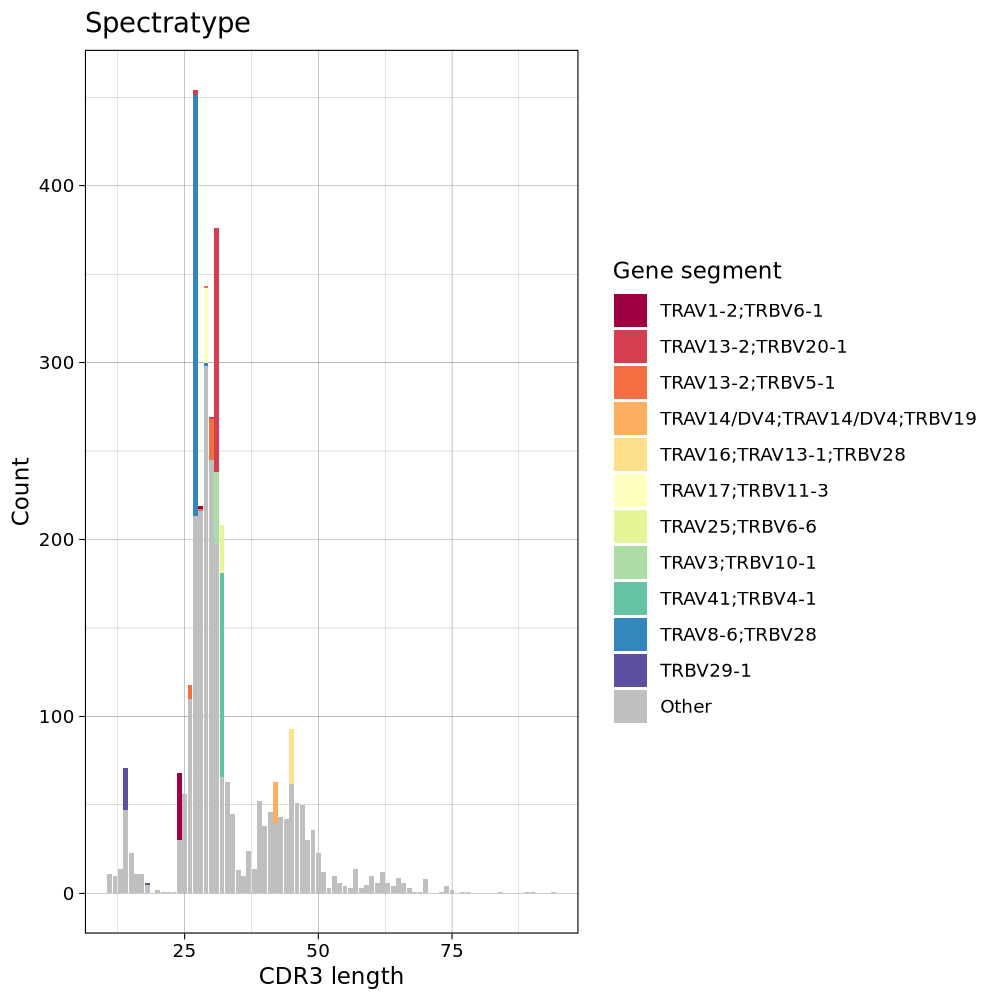 Spectratype
Count
400
300
200
100
0
25 50 75
CDR3 length
Gene segment
TRAV1-2;TRBV6-1
TRAV13-2;TRBV20-1
TRAV13-2;TRBV5-1
TRAV14/DV4;TRAV14/DV4;TRBV19
TRAV16;TRAV13-1;TRBV28
TRAV17;TRBV11-3
TRAV25;TRBV6-6
TRAV3;TRBV10-1
TRAV41;TRBV4-1
TRAV8-6;TRBV28
TRBV29-1
Other